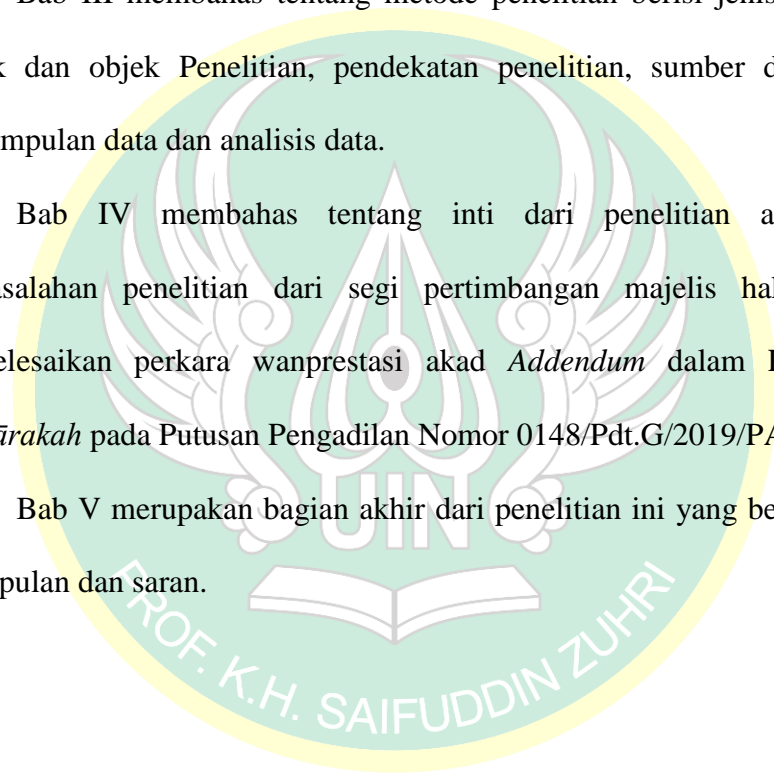 Bab III membahas tentang metode penelitian berisi jenis
k dan objek Penelitian, pendekatan penelitian, sumber d
mpulan data dan analisis data.
Bab IV membahas tentang inti dari penelitian a
salahan penelitian dari segi pertimbangan majelis hal
elesaikan perkara wanprestasi akad Addendum dalam
ārakah pada Putusan Pengadilan Nomor 0148/Pdt.G/2019/PA
Bab V merupakan bagian akhir dari penelitian ini yang be
pulan dan saran.
UIN
PROF. K.H. SAIFUDDIN ZUHRI